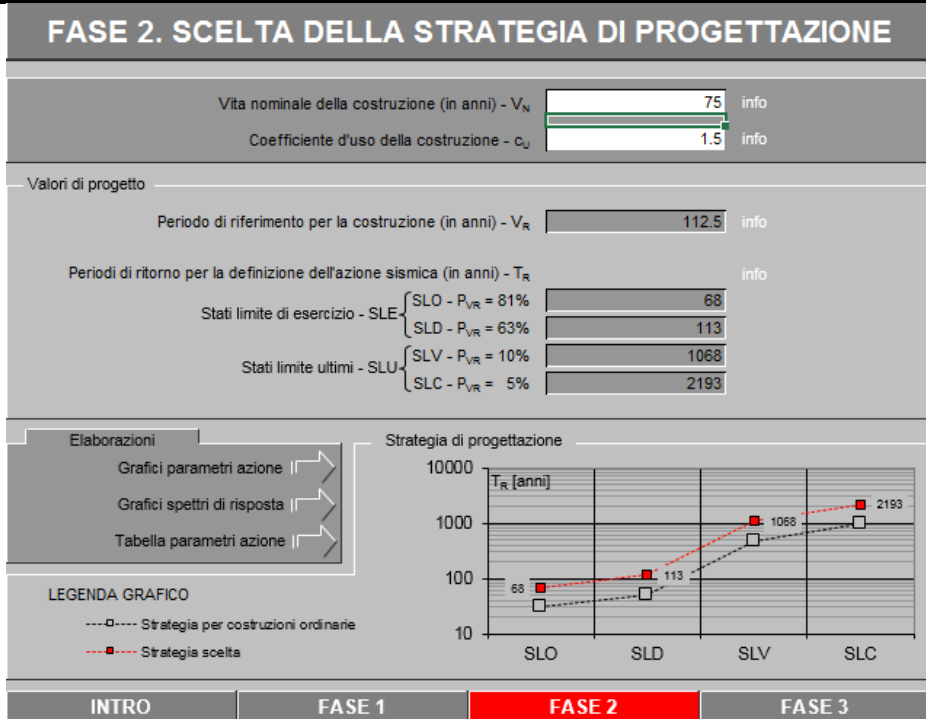 FASE 2. SCELTA DELLA STRATEGIA DI PROGETTAZIONE
Vita nominale della costruzione (in anni) - VN 75 info
Coefficiente d'uso della costruzione - cU 1.5 info
Valori di progetto
Periodo di riferimento per la costruzione (in anni) - VR 112.5 info
Periodi di ritorno per la definizione dell'azione sismica (in anni) - TR info
Stati limite di esercizio - SLE
SLO - PVR = 81% 68
SLD - PVR = 63% 113
Stati limite ultimi - SLU
SLV - PVR = 10% 1068
SLC - PVR = 5% 2193
Elaborazioni
Grafici parametri azione
Grafici spettri di risposta
Tabella parametri azione
LEGENDA GRAFICO
Strategia per costruzioni ordinarie
Strategia scelta
Strategia di progettazione
TR [anni]
10000
1000
100
10
68
113
1068
2193
SLO SLD SLV SLC
INTRO FASE 1 FASE 2 FASE 3